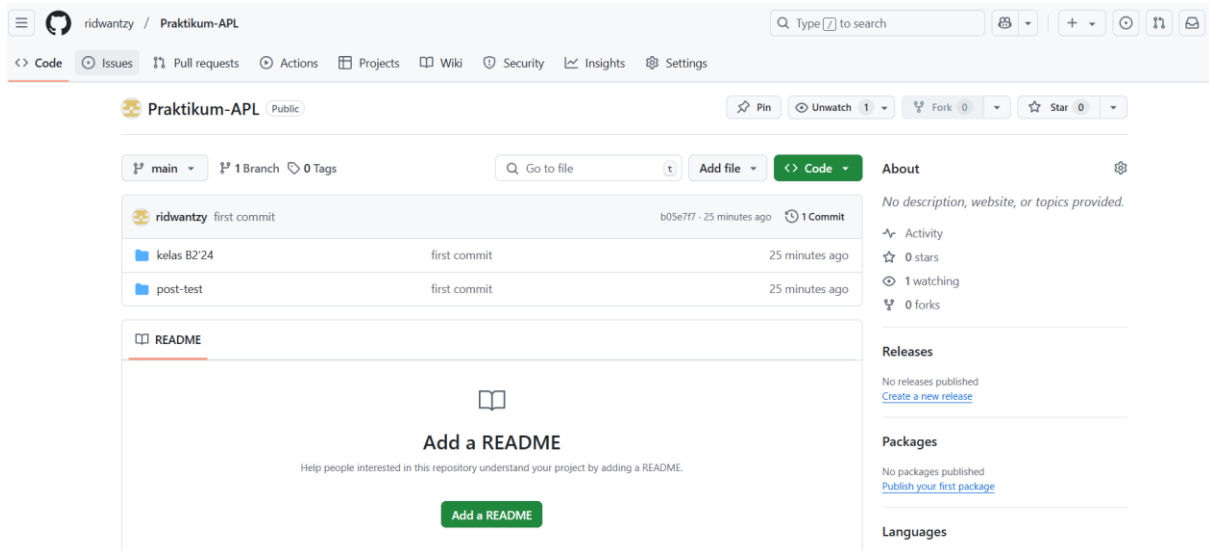 ridwantzy / Praktikum-APL
Type / to search
Code
Issues
Pull requests
Actions
Projects
Wiki
Security
Insights
Settings
Praktikum-APL Public
Pin
Unwatch 1
Fork 0
Star 0
main
1 Branch
0 Tags
Go to file t
Add file
Code
ridwantzy first commit b05e7f7 · 25 minutes ago 1 Commit
kelas B2'24 first commit 25 minutes ago
post-test first commit 25 minutes ago
README
Add a README
Help people interested in this repository understand your project by adding a README.
Add a README
About
No description, website, or topics provided.
Activity
0 stars
1 watching
0 forks
Releases
No releases published
Create a new release
Packages
No packages published
Publish your first package
Languages